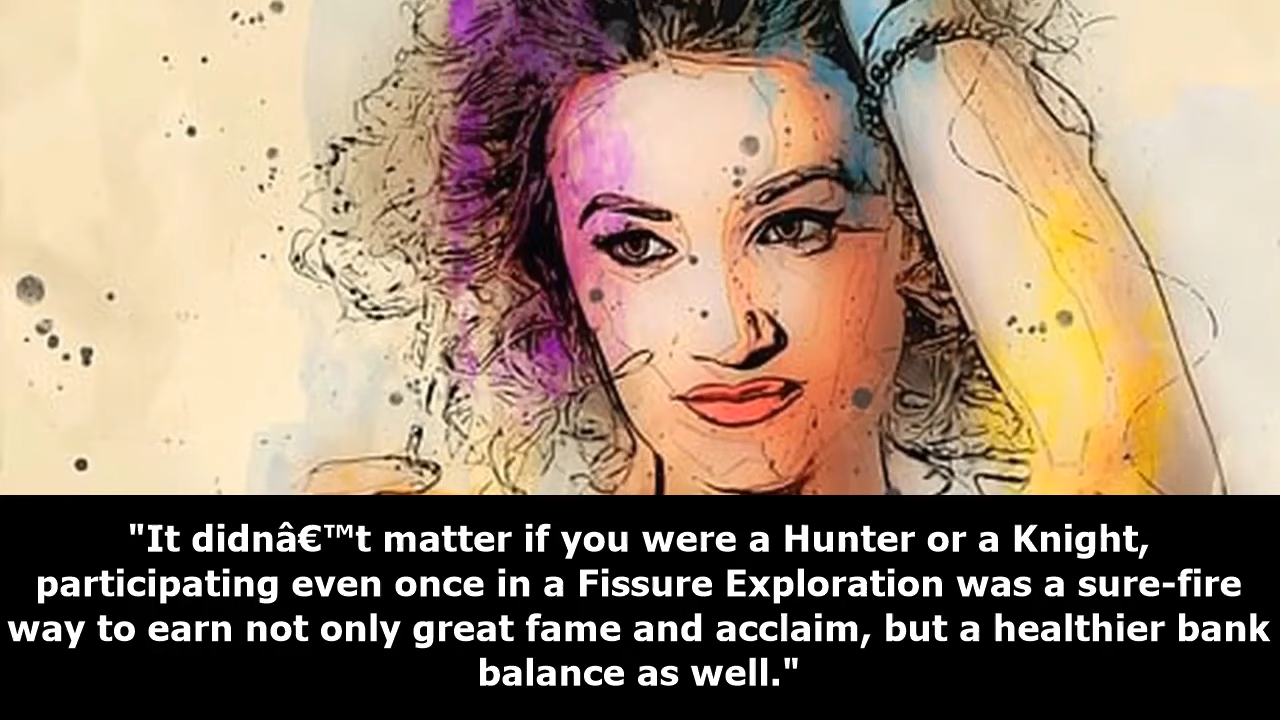 "It didnâ€™t matter if you were a Hunter or a Knight,
participating even once in a Fissure Exploration was a sure-fire
way to earn not only great fame and acclaim, but a healthier bank
balance as well."